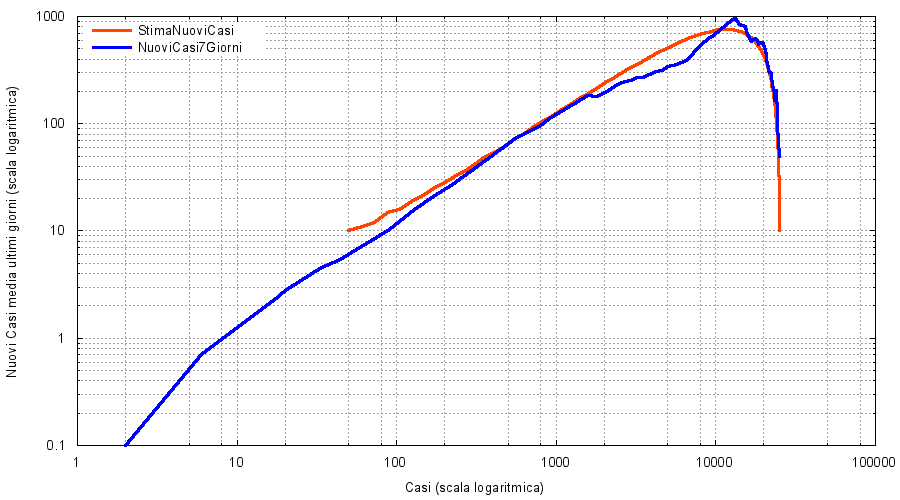 1000
100
10
1
0.1
StimaNuoviCasi
NuoviCasi7Giorni
Nuovi Casi media ultimi giorni (scala logaritmica)
1 10 100 1000 10000 100000
Casi (scala logaritmica)